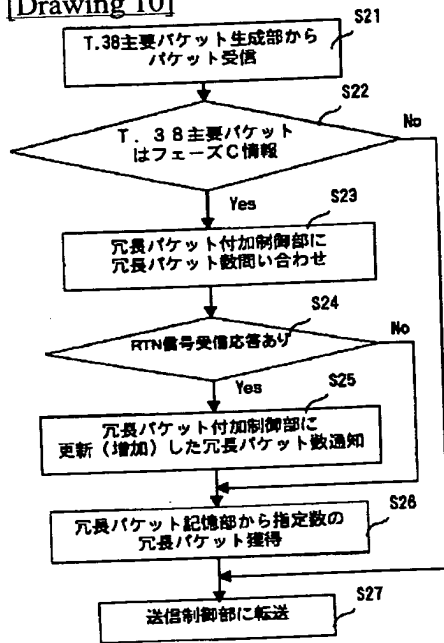 [Drawing 10]
S21
T.38主要パケット生成部から
パケット受信
S22
T．38主要パケット
はフェーズC情報
No
Yes
S23
冗長パケット付加制御部に
冗長パケット数問い合わせ
S24
RTN信号受信応答あり
No
Yes
S25
冗長パケット付加制御部に
更新（増加）した冗長パケット数通知
S26
冗長パケット記憶部から指定数の
冗長パケット獲得
S27
送信制御部に転送